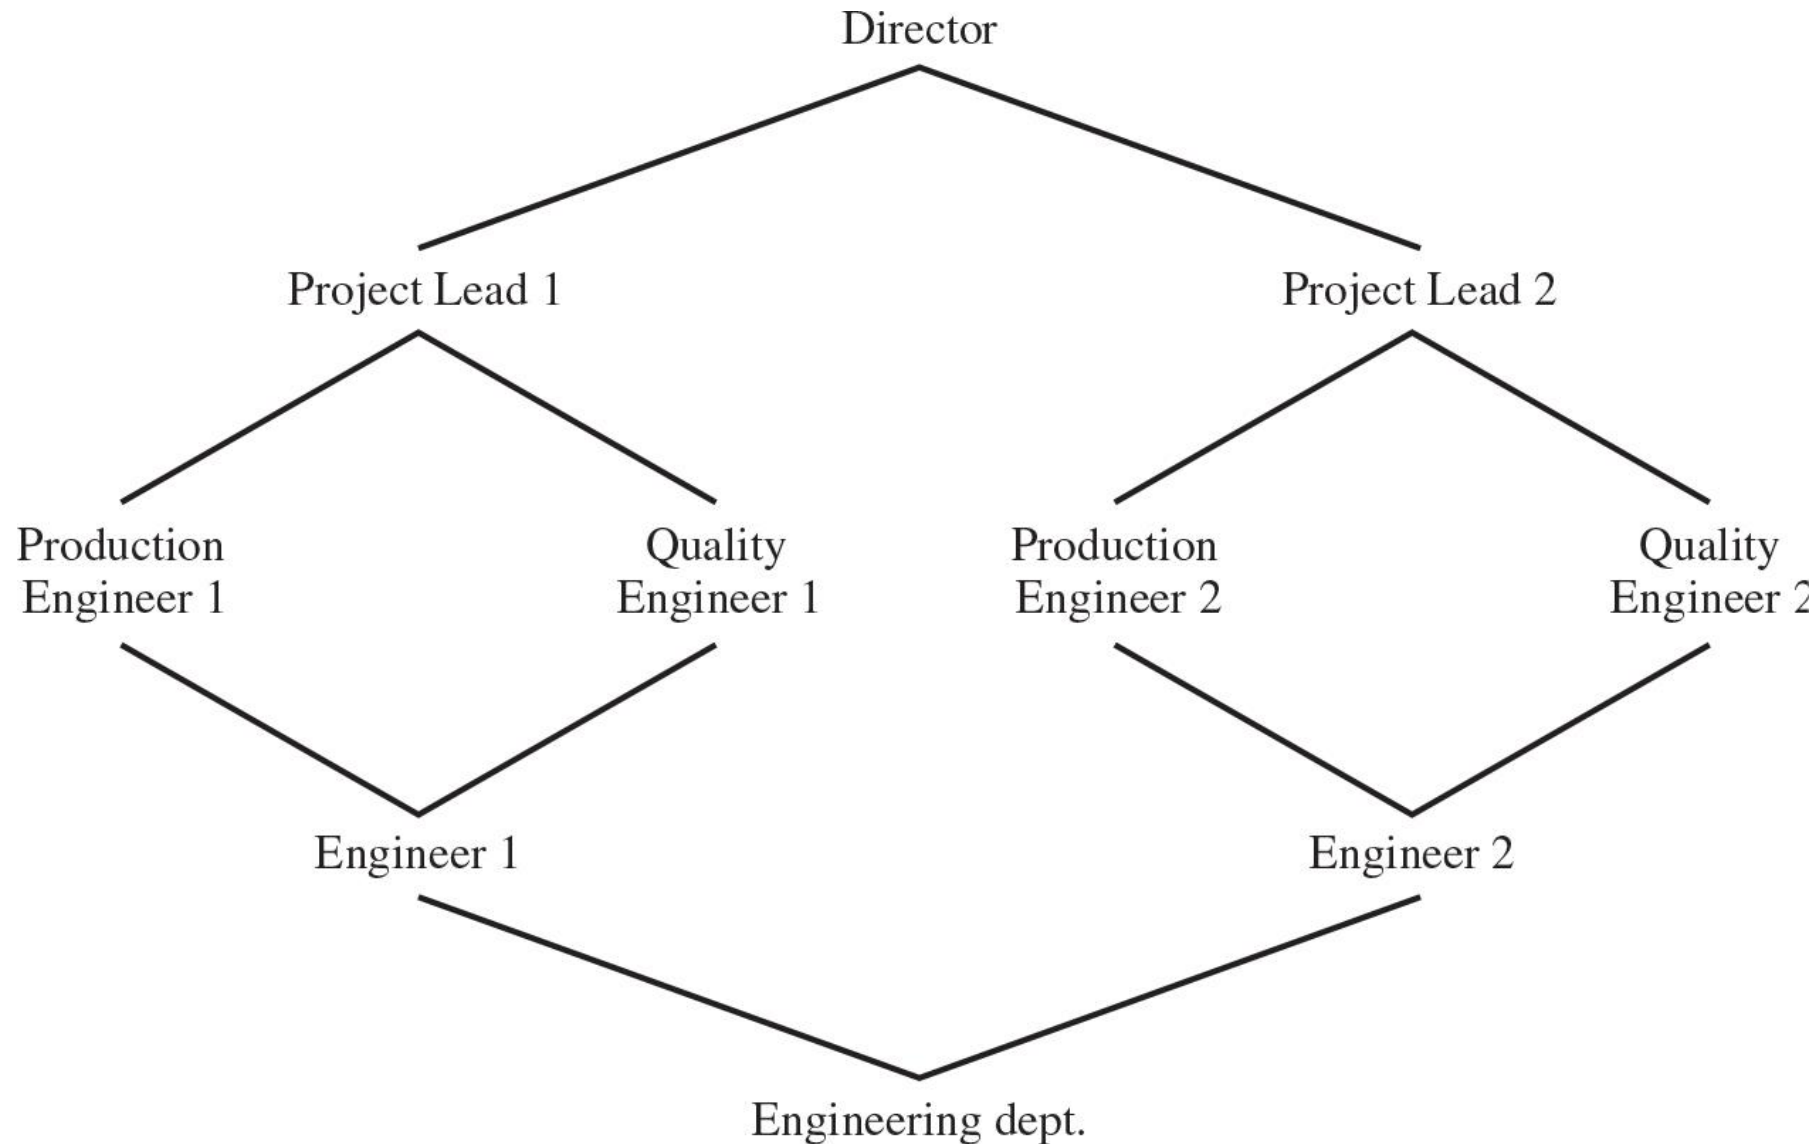 Director
Project Lead 1
Project Lead 2
Production
Engineer 1
Quality
Engineer 1
Production
Engineer 2
Quality
Engineer 2
Engineer 1
Engineer 2
Engineering dept.